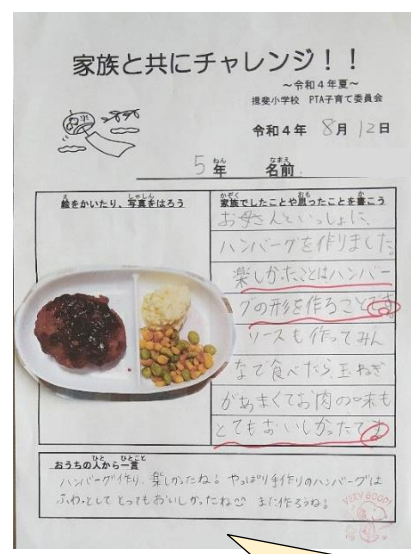 家族と共にチャレンジ！！
～令和４年夏～
揖斐小学校 PTA子育て委員会
令和４年 8月 12日
5年 名前
絵をかいたり、写真をはろう
家族でしたことや思ったことを書こう
お母さんといっしょに、
ハンバーグを作りました。
楽しかったことはハンバー
グの形を作ることです。
ソースも作ってみん
なで食べたら、玉ねぎ
があまくてお肉の味も
とてもおいしかったです
おうちの人から一言
ハンバーグ作り、楽しかったね！ やっぱり手作りのハンバーグは
ふわっとして とってもおいしかったね また作ろうね！
VERY GOOD!